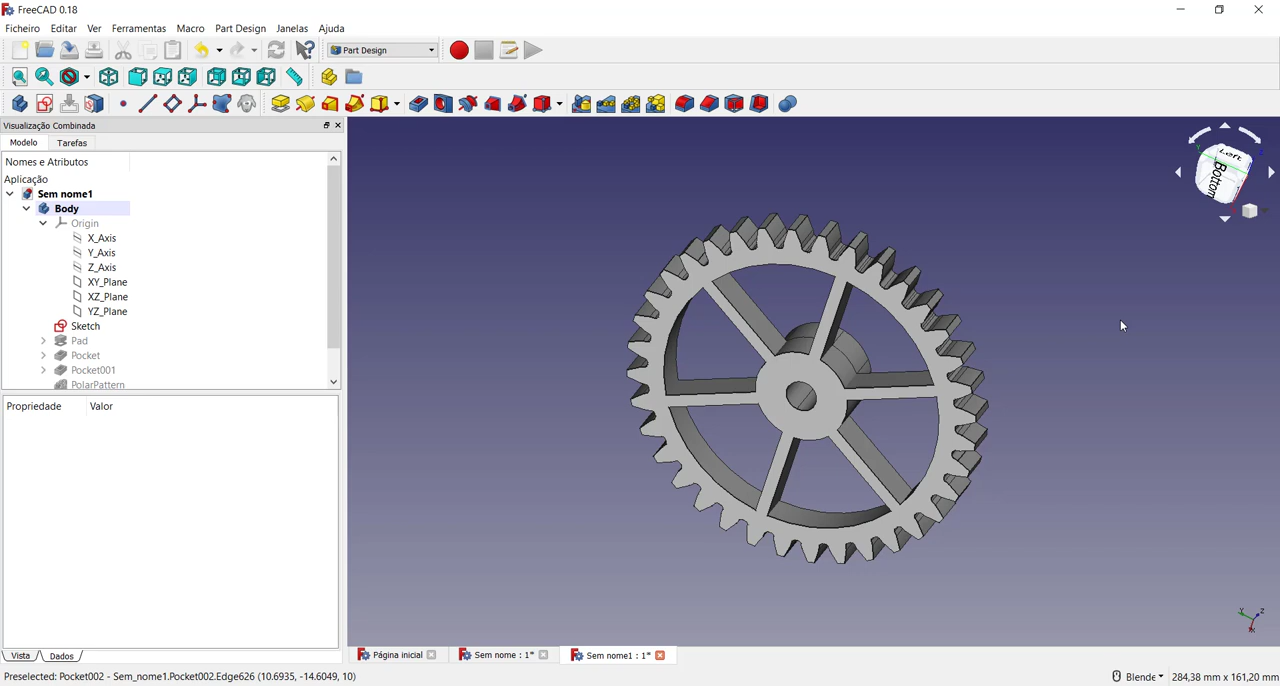 FreeCAD 0.18
Ficheiro Editar Ver Ferramentas Macro Part Design Janelas Ajuda
Part Design
Visualização Combinada
Modelo Tarefas
Nomes e Atributos
Aplicação
Sem nome1
Body
Origin
X_Axis
Y_Axis
Z_Axis
XY_Plane
XZ_Plane
YZ_Plane
Sketch
Pad
Pocket
Pocket001
PolarPattern
Propriedade Valor
Left
Bottom
Y
Z
X
Vista Dados
Página inicial Sem nome : 1* Sem nome1 : 1*
Preselected: Pocket002 - Sem_nome1.Pocket002.Edge626 (10.6935, -14.6049, 10) Blende 284,38 mm x 161,20 mm